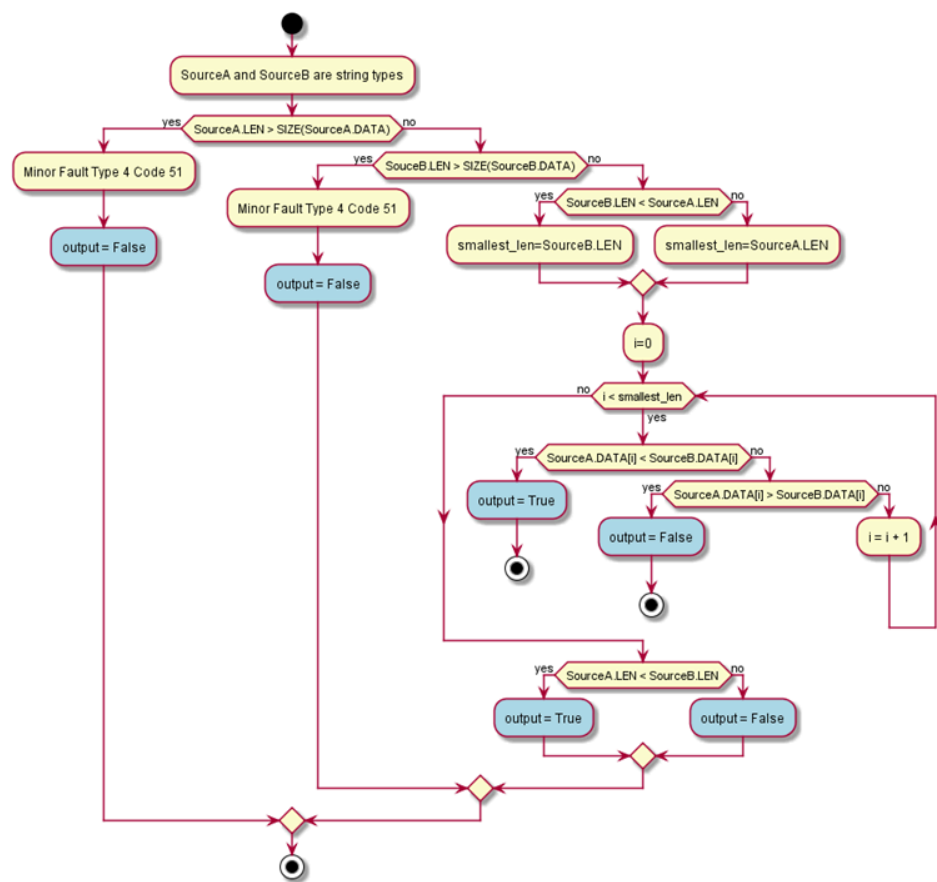 SourceA and SourceB are string types
yes
SourceA.LEN > SIZE(SourceA.DATA)
no
Minor Fault Type 4 Code 51
output = False
yes
SouceB.LEN > SIZE(SourceB.DATA)
no
Minor Fault Type 4 Code 51
output = False
yes
SourceB.LEN < SourceA.LEN
no
smallest_len=SourceB.LEN
smallest_len=SourceA.LEN
i=0
no
i < smallest_len
yes
yes
SourceA.DATA[i] < SourceB.DATA[i]
no
output = True
yes
SourceA.DATA[i] > SourceB.DATA[i]
no
output = False
i = i + 1
yes
SourceA.LEN < SourceB.LEN
no
output = True
output = False